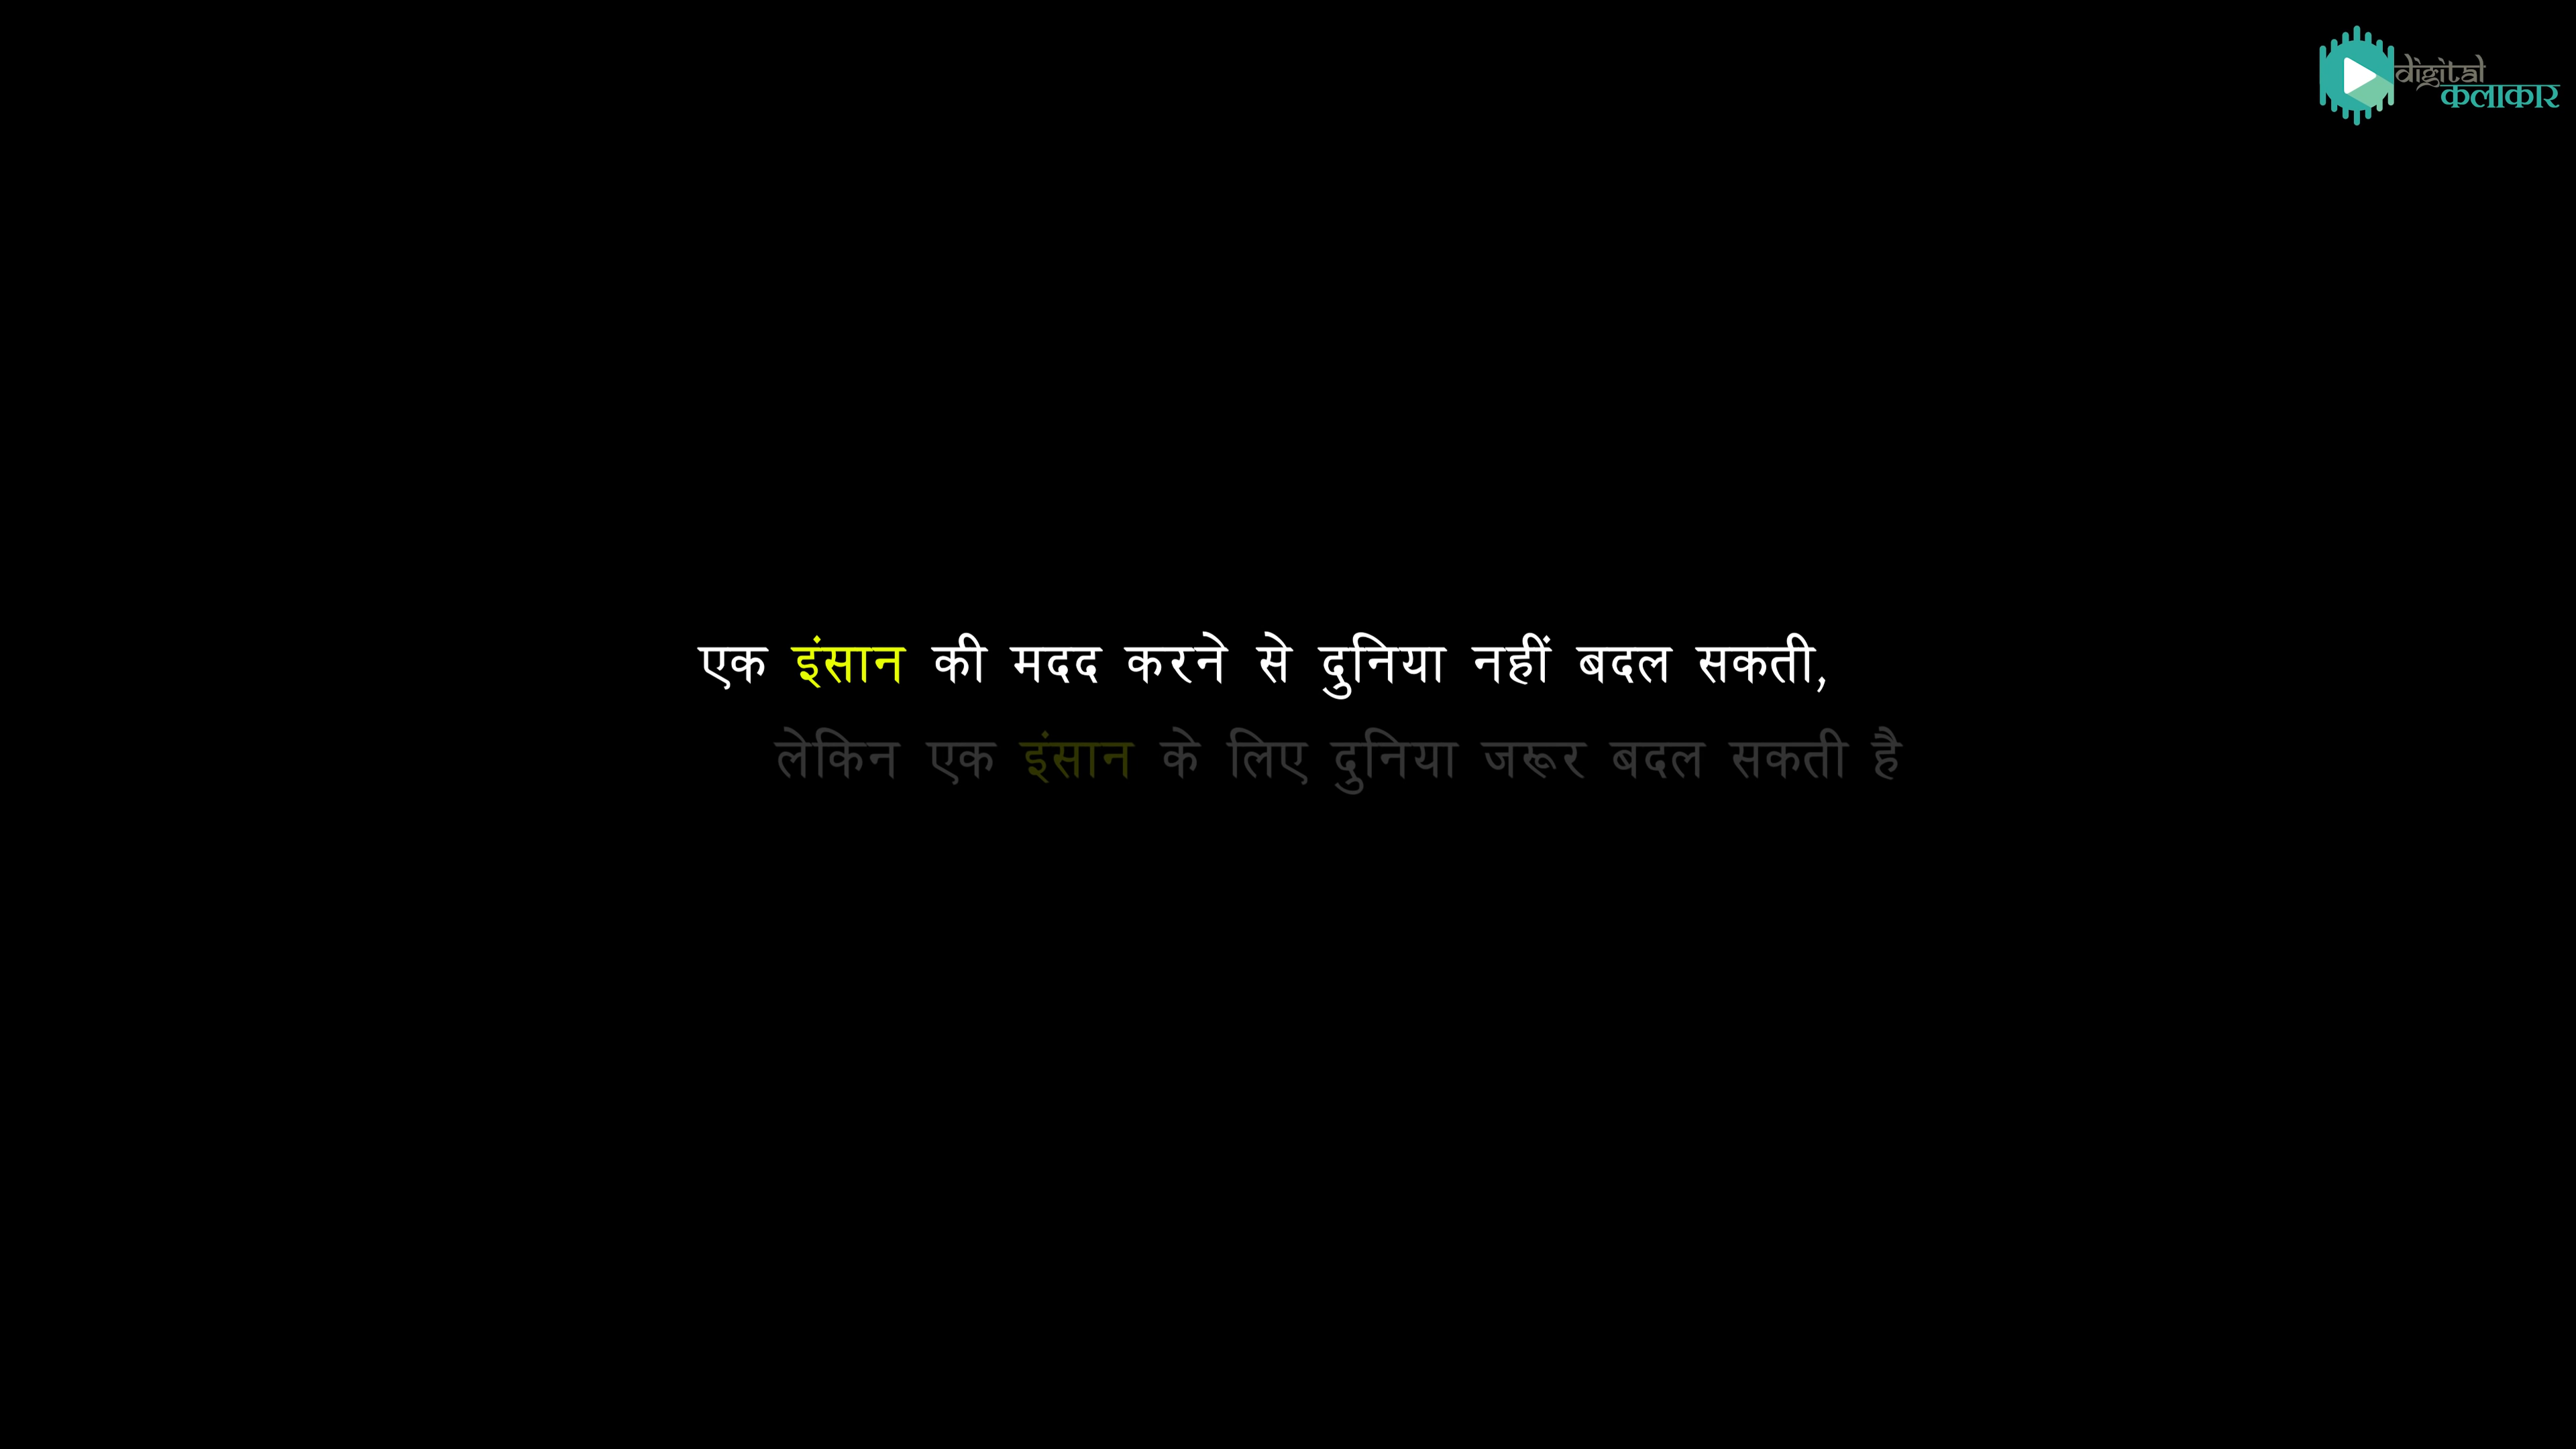 digital
कलाकार
एक इंसान की मदद करने से दुनिया नहीं बदल सकती,
लेकिन एक इंसान के लिए दुनिया जरूर बदल सकती है